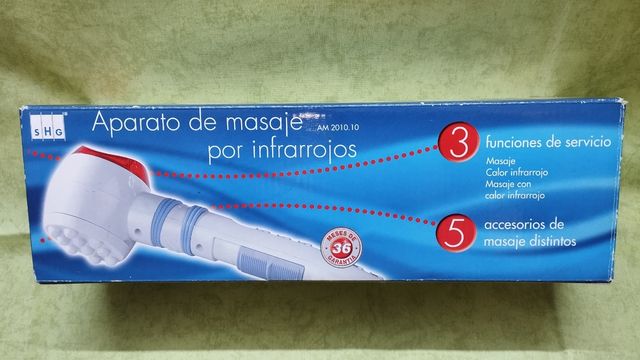 SHG
Aparato de masaje AM 2010.10
por infrarrojos
3 funciones de servicio
Masaje
Calor infrarrojo
Masaje con
calor infrarrojo
5 accesorios de
masaje distintos
MESES DE
36
GARANTIA